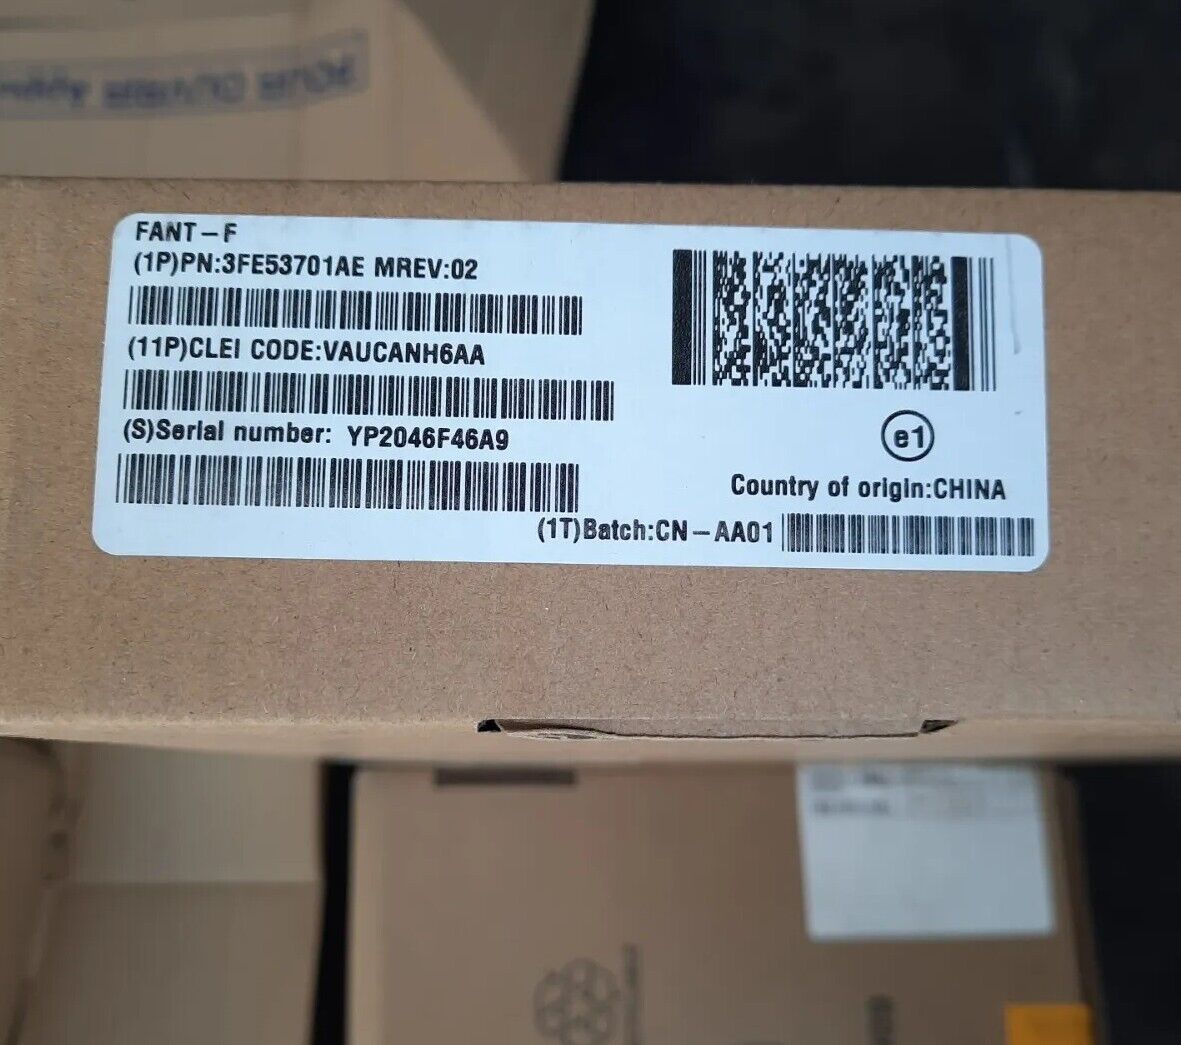 FANT-F
(1P)PN:3FE53701AE MREV:02
(11P)CLEI CODE:VAUCANH6AA
(S)Serial number: YP2046F46A9
e1
Country of origin:CHINA
(1T)Batch:CN-AA01